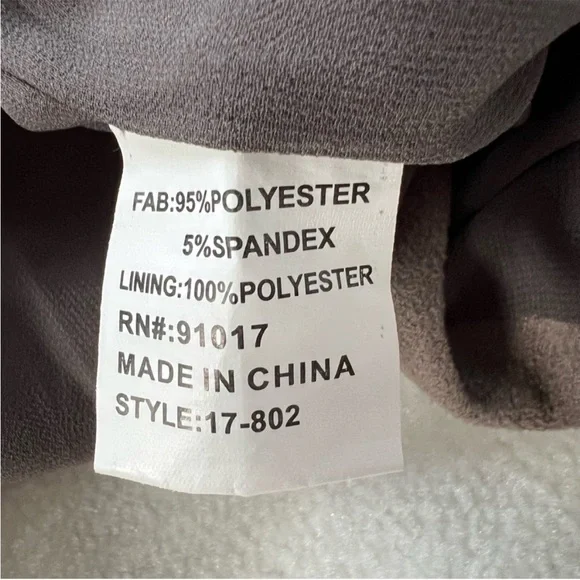 FAB:95%POLYESTER
5%SPANDEX
LINING:100%POLYESTER
RN#:91017
MADE IN CHINA
STYLE:17-802